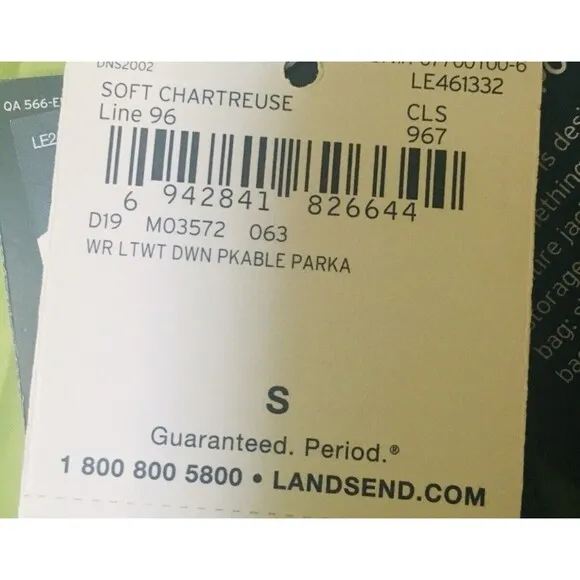 DNS2002
LE461332
SOFT CHARTREUSE
Line 96
CLS
967
6 942841 826644
D19 M03572 063
WR LTWT DWN PKABLE PARKA
S
Guaranteed. Period.®
1 800 800 5800 • LANDSEND.COM
QA 566-E